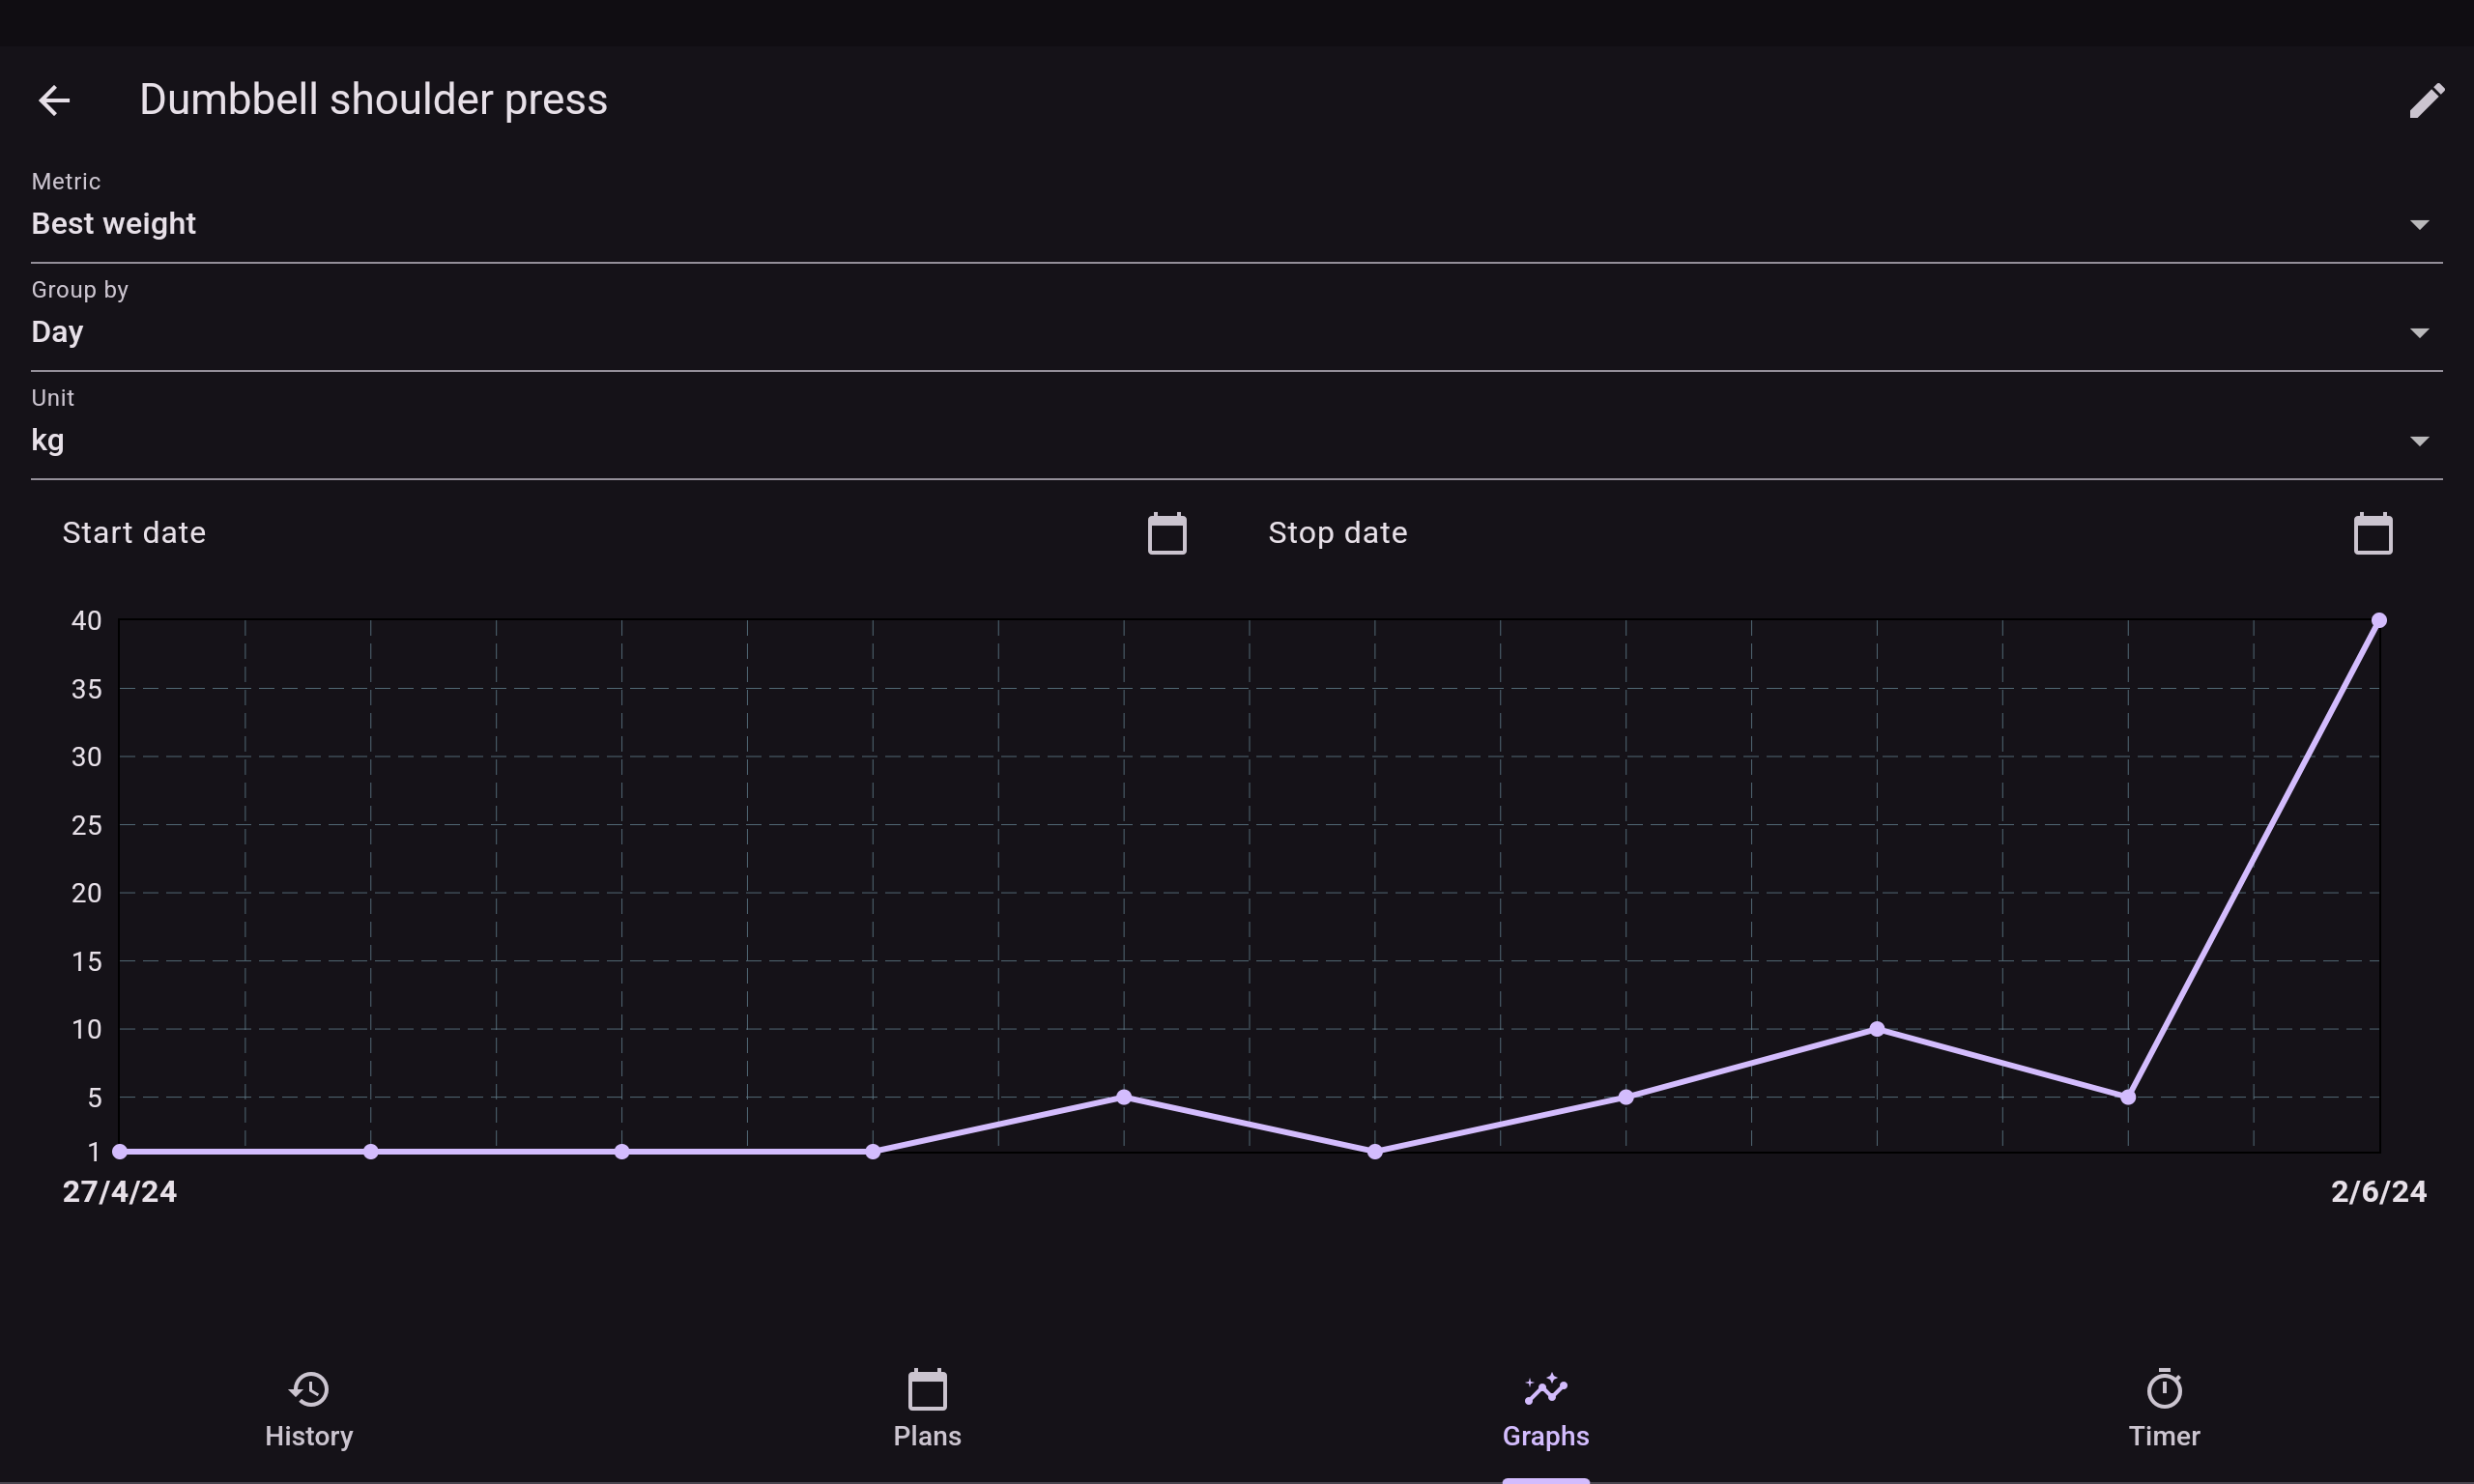 Dumbbell shoulder press
Metric
Best weight
Group by
Day
Unit
kg
Start date
Stop date
40
35
30
25
20
15
10
5
1
27/4/24
2/6/24
History
Plans
Graphs
Timer